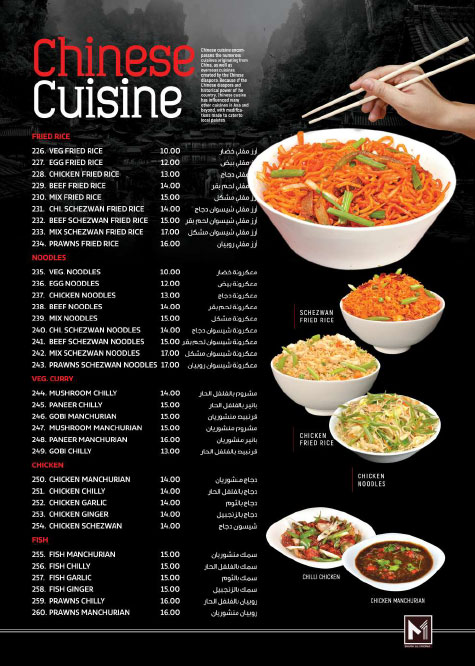 Chinese
Cuisine
Chinese cuisine encom-
passes the numerous
cuisines originating from
China, as well as
overseas cuisines
created by the Chinese
diaspora. Because of the
Chinese diaspora and
historical power of the
country, Chinese cuisine
has influenced many
other cuisines in Asia and
beyond, with modifica-
tions made to cater to
local palates
FRIED RICE
226. VEG FRIED RICE 10.00 أرز مقلي خضار
227. EGG FRIED RICE 12.00 مقلي بيض
228. CHICKEN FRIED RICE 13.00 مقلي دجاج
229. BEEF FRIED RICE 14.00 مقلي لحم بقر
230. MIX FRIED RICE 15.00 مقلي مشكل
231. CHI. SCHEZWAN FRIED RICE 14.00 أرز مقلي شيسوان دجاج
232. BEEF SCHEZWAN FRIED RICE 15.00 أرز مقلي شيسوان لحم بقر
233. MIX SCHEZWAN FRIED RICE 17.00 أرز مقلي شيسوان مشكل
234. PRAWNS FRIED RICE 16.00 أرز مقلي روبيان
NOODLES
235. VEG. NOODLES 10.00 معكرونة خضار
236. EGG NOODLES 12.00 معكرونة بيض
237. CHICKEN NOODLES 13.00 معكرونة دجاج
238. BEEF NOODLES 14.00 معكرونة لحم بقر
239. MIX NOODLES 15.00 معكرونة مشكل
240. CHI. SCHEZWAN NOODLES 14.00 معكرونة شيسوان دجاج
241. BEEF SCHEZWAN NOODLES 15.00 معكرونة شيسوان لحم بقر
242. MIX SCHEZWAN NOODLES 17.00 معكرونة شيسوان مشكل
243. PRAWNS SCHEZWAN NOODLES 17.00 معكرونة شيسوان روبيان
VEG. CURRY
244. MUSHROOM CHILLY 14.00 مشروم بالفلفل الحار
245. PANEER CHILLY 15.00 بانير بالفلفل الحار
246. GOBI MANCHURIAN 15.00 قرنبيط منشوريان
247. MUSHROOM MANCHURIAN 15.00 مشروم منشوريان
248. PANEER MANCHURIAN 16.00 بانير منشوريان
249. GOBI CHILLY 13.00 قرنبيط بالفلفل الحار
CHICKEN
250. CHICKEN MANCHURIAN 14.00 دجاج منشوريان
251. CHICKEN CHILLY 14.00 دجاج بالفلفل الحار
252. CHICKEN GARLIC 14.00 دجاج بالثوم
253. CHICKEN GINGER 14.00 دجاج بالزنجبيل
254. CHICKEN SCHEZWAN 14.00 شيسون دجاج
FISH
255. FISH MANCHURIAN 15.00 سمك منشوريان
256. FISH CHILLY 15.00 سمك بالفلفل الحار
257. FISH GARLIC 15.00 سمك بالثوم
258. FISH GINGER 15.00 سمك بالزنجبيل
259. PRAWNS CHILLY 16.00 روبيان بالفلفل الحار
260. PRAWNS MANCHURIAN 16.00 روبيان منشوريان
SCHEZWAN
FRIED RICE
CHICKEN
FRIED RICE
CHICKEN
NOODLES
CHILLI CHICKEN
CHICKEN MANCHURIAN